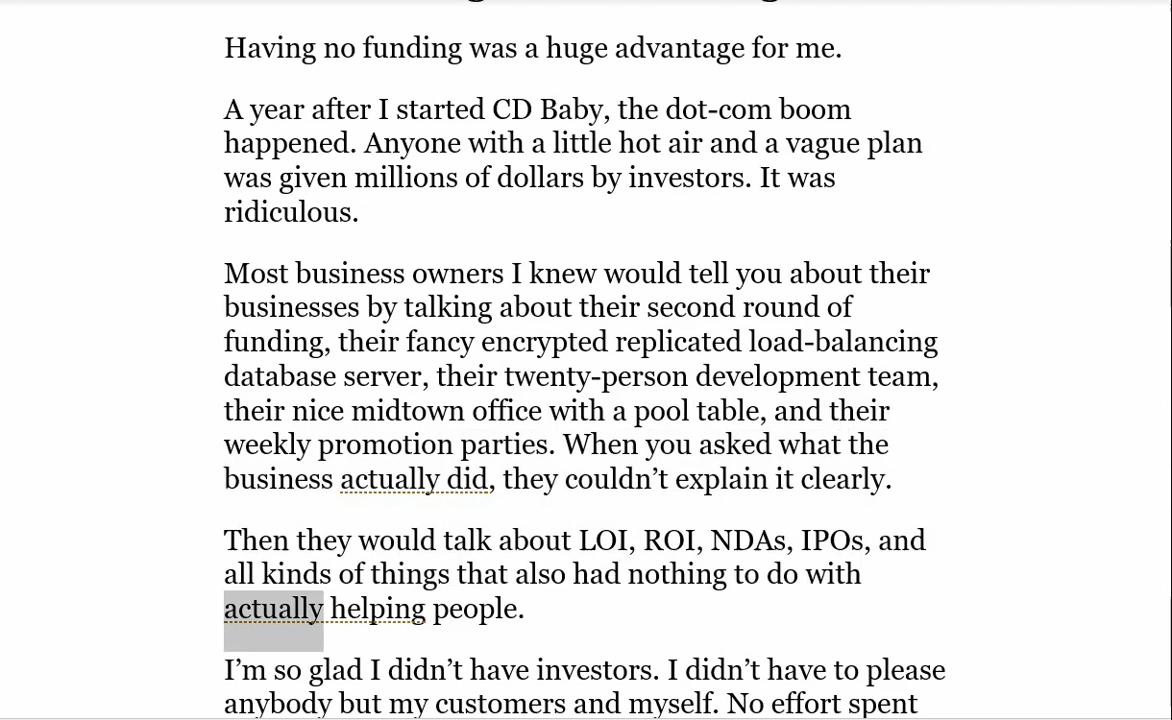 Having no funding was a huge advantage for me.
A year after I started CD Baby, the dot-com boom
happened. Anyone with a little hot air and a vague plan
was given millions of dollars by investors. It was
ridiculous.
Most business owners I knew would tell you about their
businesses by talking about their second round of
funding, their fancy encrypted replicated load-balancing
database server, their twenty-person development team,
their nice midtown office with a pool table, and their
weekly promotion parties. When you asked what the
business actually did, they couldn’t explain it clearly.
Then they would talk about LOI, ROI, NDAs, IPOs, and
all kinds of things that also had nothing to do with
actually helping people.
I’m so glad I didn’t have investors. I didn’t have to please
anybody but my customers and myself. No effort spent